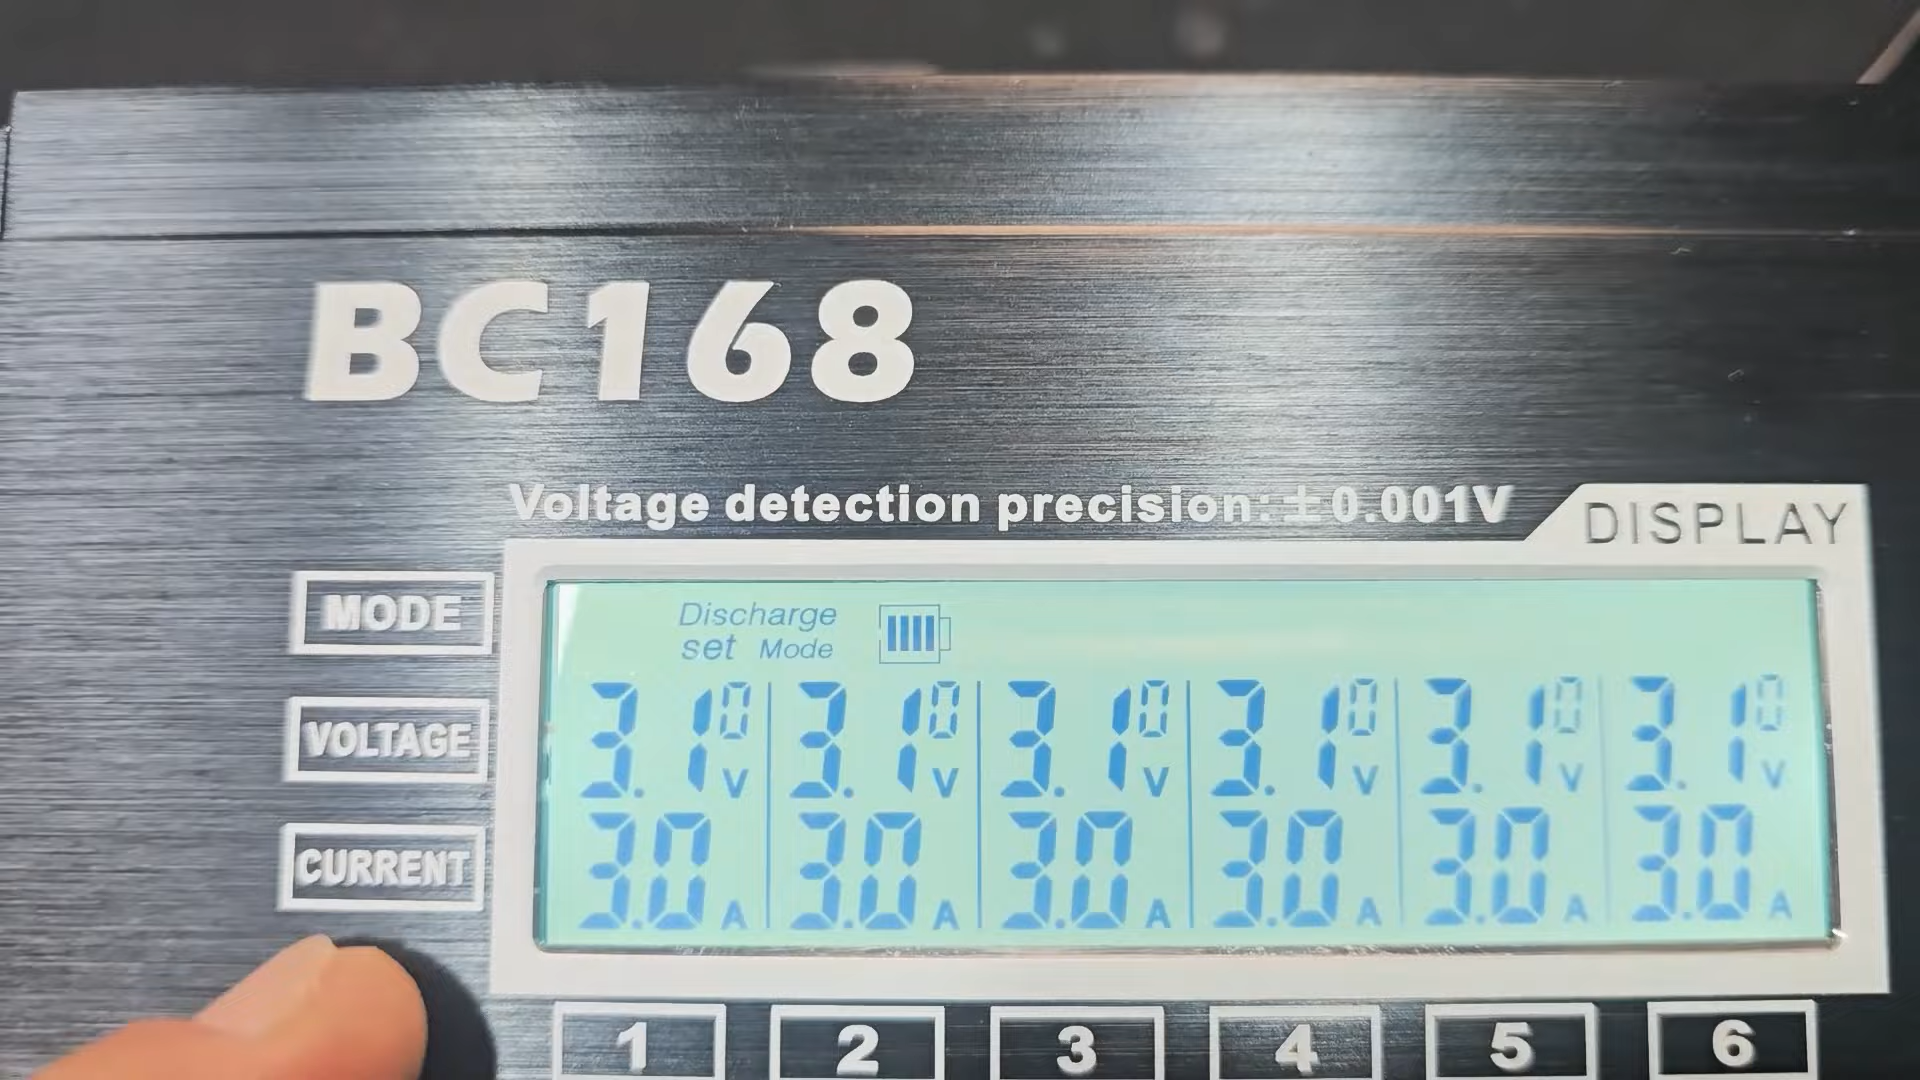 BC168
Voltage detection precision:±0.001V
DISPLAY
MODE
VOLTAGE
CURRENT
Discharge
set Mode
3.10V 3.10V 3.10V 3.10V 3.10V 3.10V
3.0A 3.0A 3.0A 3.0A 3.0A 3.0A
1 2 3 4 5 6